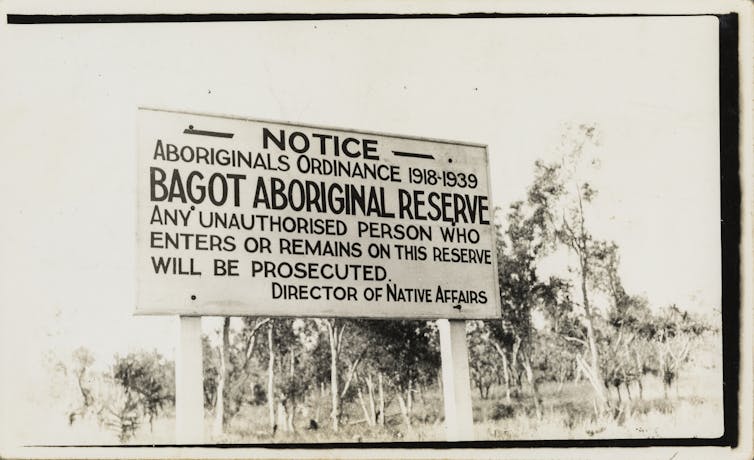 NOTICE
ABORIGINALS ORDINANCE 1918-1939
BAGOT ABORIGINAL RESERVE
ANY UNAUTHORISED PERSON WHO
ENTERS OR REMAINS ON THIS RESERVE
WILL BE PROSECUTED.
DIRECTOR OF NATIVE AFFAIRS